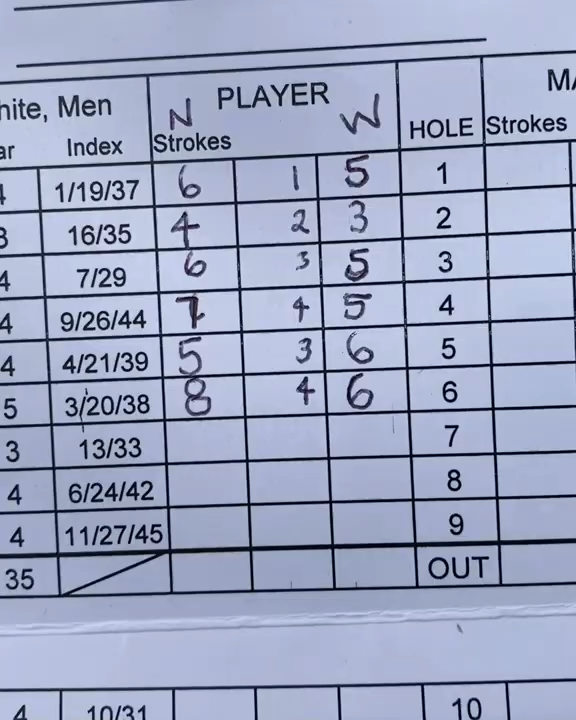 hite, Men N PLAYER W MA
ar Index Strokes HOLE Strokes
4 1/19/37 6 1 5 1
3 16/35 4 2 3 2
4 7/29 6 3 5 3
4 9/26/44 7 4 5 4
4 4/21/39 5 3 6 5
5 3/20/38 8 4 6 6
3 13/33 7
4 6/24/42 8
4 11/27/45 9
35 OUT
4 10/31 10